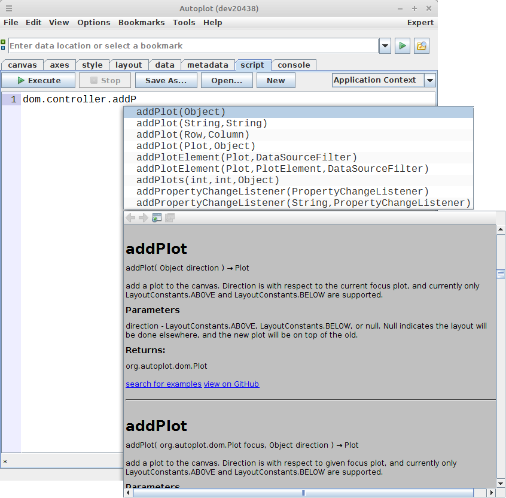 Autoplot (dev20438)
File Edit View Options Bookmarks Tools Help Expert
Enter data location or select a bookmark
canvas axes style layout data metadata script console
Execute Stop Save As... Open... New Application Context
1 dom.controller.addP
addPlot(Object)
addPlot(String,String)
addPlot(Row,Column)
addPlot(Plot,Object)
addPlotElement(Plot,DataSourceFilter)
addPlotElement(Plot,PlotElement,DataSourceFilter)
addPlots(int,int,Object)
addPropertyChangeListener(PropertyChangeListener)
addPropertyChangeListener(String,PropertyChangeListener)
addPlot
addPlot( Object direction ) → Plot
add a plot to the canvas. Direction is with respect to the current focus plot, and currently only
LayoutConstants.ABOVE and LayoutConstants.BELOW are supported.
Parameters
direction - LayoutConstants.ABOVE, LayoutConstants.BELOW, or null. Null indicates the layout will
be done elsewhere, and the new plot will be on top of the old.
Returns:
org.autoplot.dom.Plot
search for examples view on GitHub
addPlot
addPlot( org.autoplot.dom.Plot focus, Object direction ) → Plot
add a plot to the canvas. Direction is with respect to given focus plot, and currently only
LayoutConstants.ABOVE and LayoutConstants.BELOW are supported.
Parameters